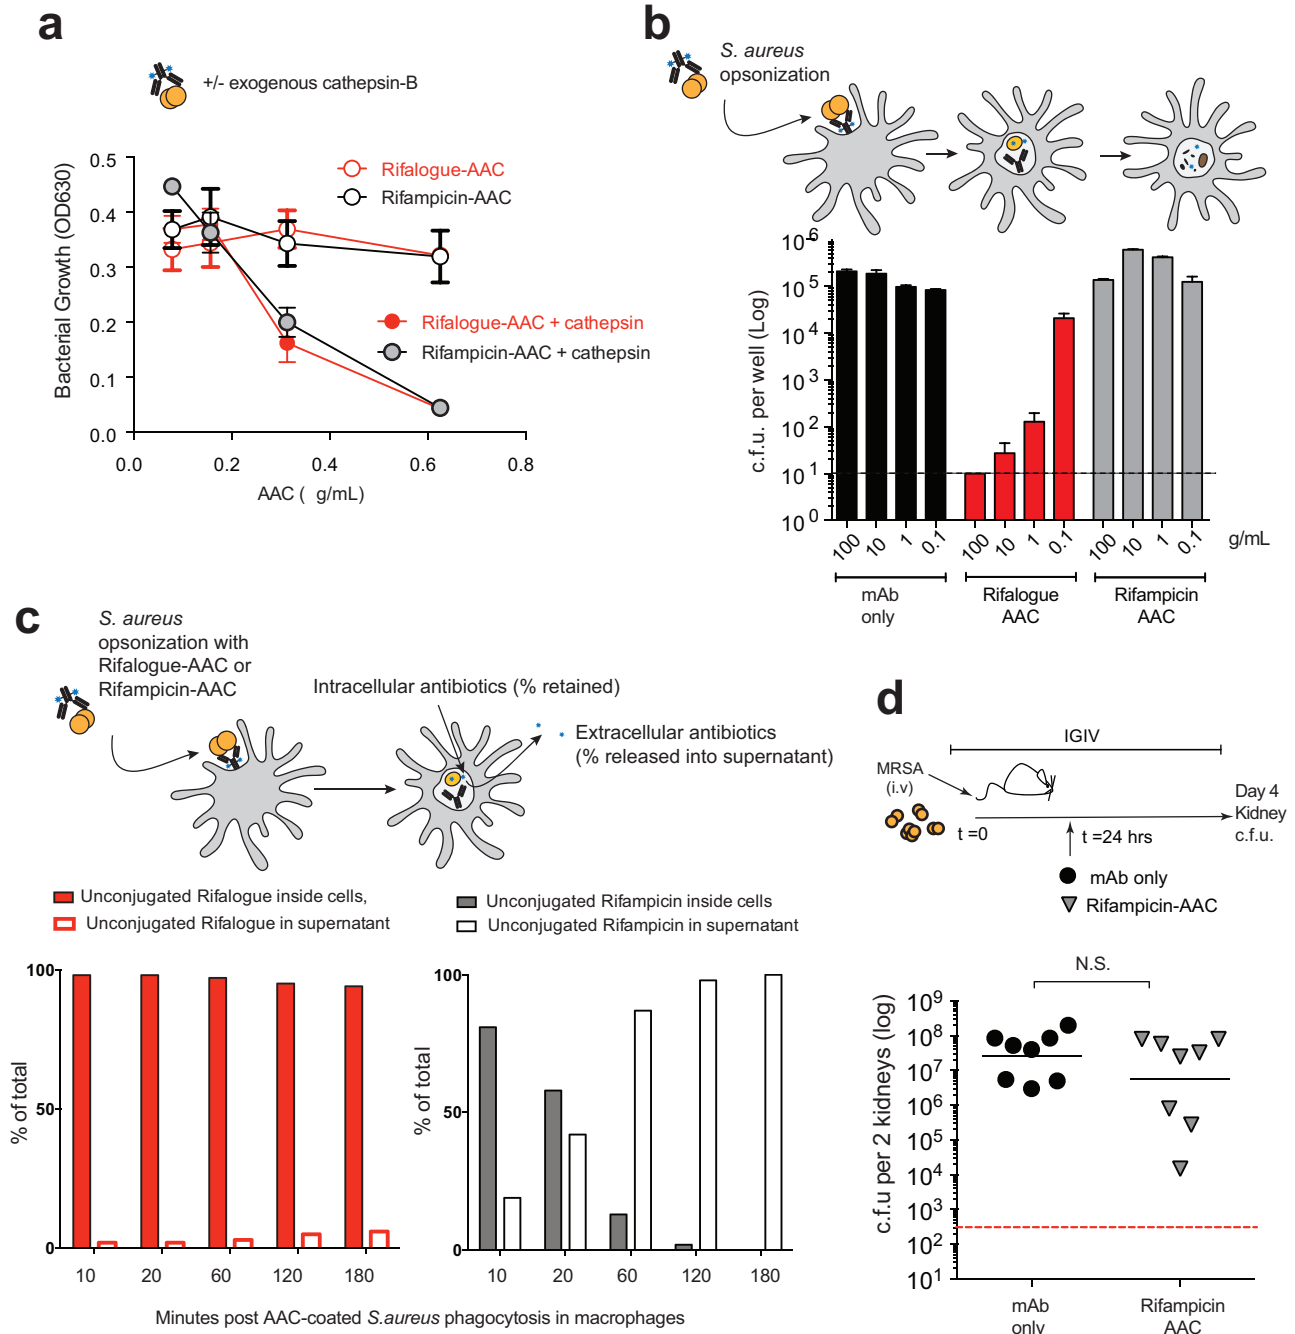 a
+/- exogenous cathepsin-B
Rifalogue-AAC
Rifampicin-AAC
Rifalogue-AAC + cathepsin
Rifampicin-AAC + cathepsin
Bacterial Growth (OD630)
0.5
0.4
0.3
0.2
0.1
0.0
0.0 0.2 0.4 0.6 0.8
AAC ( g/mL)
b
S. aureus
opsonization
c.f.u. per well (Log)
10^-6
10^5
10^4
10^3
10^2
10^1
10^0
100 10 1 0.1 100 10 1 0.1 100 10 1 0.1 g/mL
mAb
only
Rifalogue
AAC
Rifampicin
AAC
c
S. aureus
opsonization with
Rifalogue-AAC or
Rifampicin-AAC
Intracellular antibiotics (% retained)
Extracellular antibiotics
(% released into supernatant)
Unconjugated Rifalogue inside cells,
Unconjugated Rifalogue in supernatant
Unconjugated Rifampicin inside cells
Unconjugated Rifampicin in supernatant
% of total
100
50
0
10 20 60 120 180
% of total
100
50
0
10 20 60 120 180
Minutes post AAC-coated S.aureus phagocytosis in macrophages
d
IGIV
MRSA
(i.v)
t =0
t =24 hrs
Day 4
Kidney
c.f.u.
mAb only
Rifampicin-AAC
N.S.
c.f.u per 2 kidneys (log)
10^9
10^8
10^7
10^6
10^5
10^4
10^3
10^2
10^1
mAb
only
Rifampicin
AAC